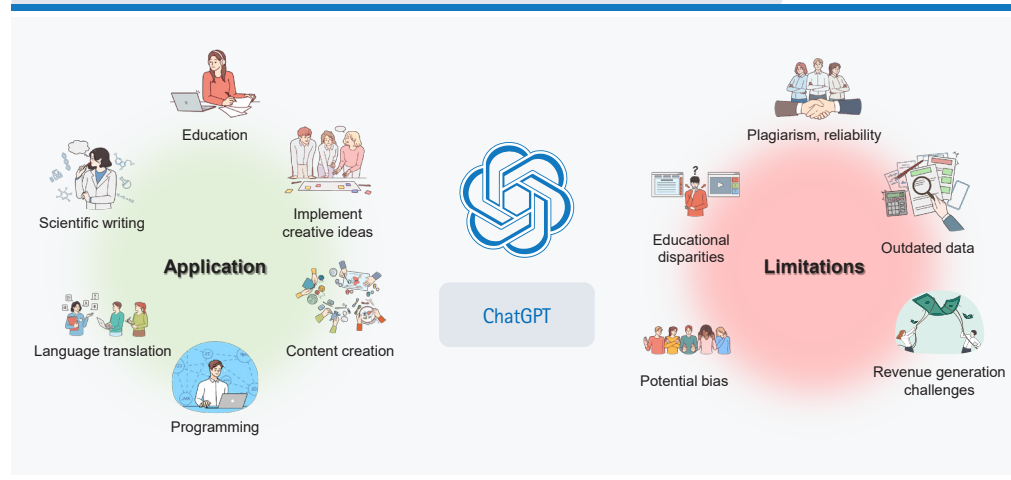 Education
Scientific writing
Implement
creative ideas
Application
Language translation
Content creation
Programming
ChatGPT
Plagiarism, reliability
Educational
disparities
Outdated data
Limitations
Potential bias
Revenue generation
challenges